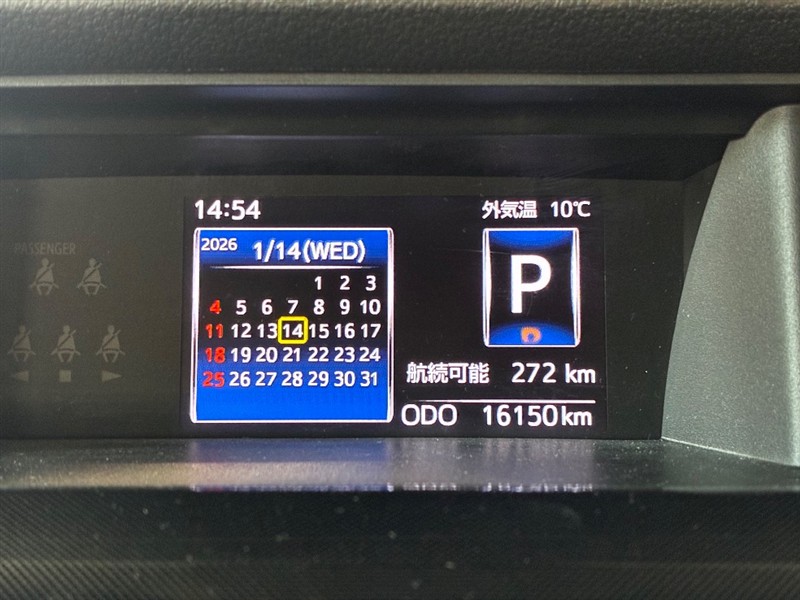 14:54
外気温 10℃
2026 1/14(WED)
1 2 3
4 5 6 7 8 9 10
11 12 13 14 15 16 17
18 19 20 21 22 23 24
25 26 27 28 29 30 31
P
航続可能 272 km
ODO 16150km
PASSENGER